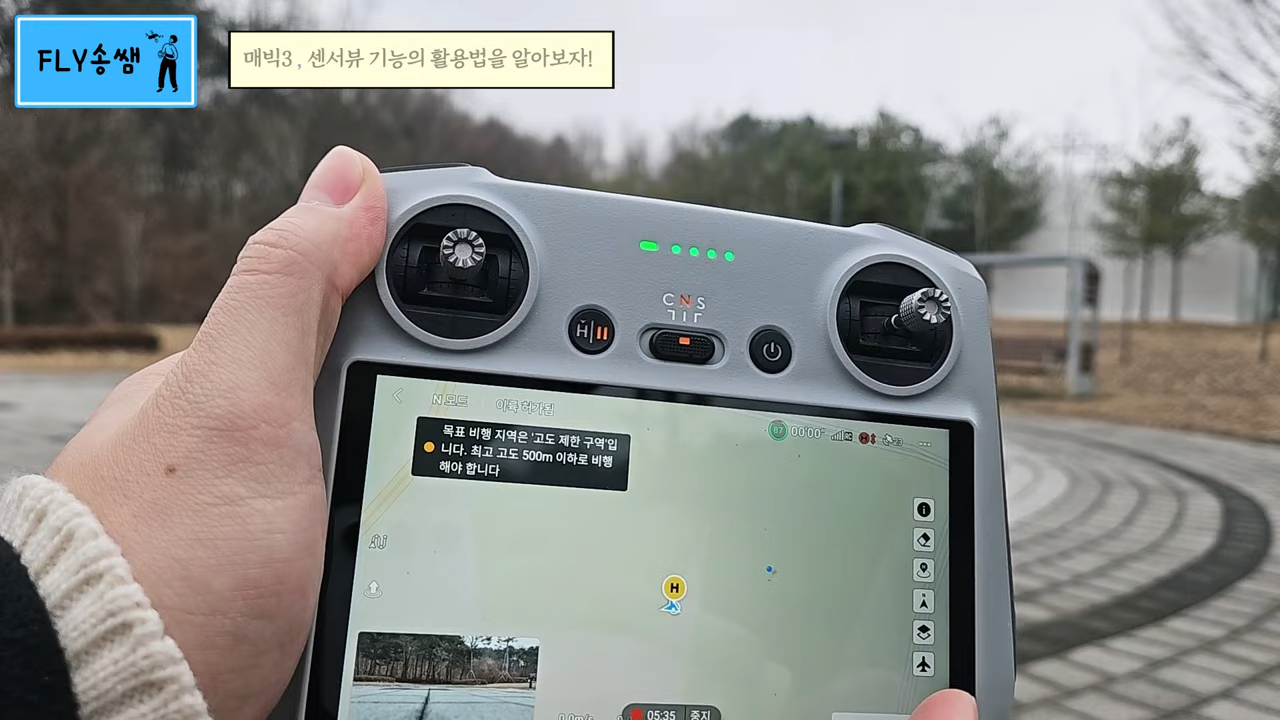 FLY송쌤
매빅3 , 센서뷰 기능의 활용법을 알아보자!
C N S
H
N 모드
이륙 허가됨
87 00:00
목표 비행 지역은 '고도 제한 구역'입
니다. 최고 고도 500m 이하로 비행
해야 합니다
H
0.0m/s
05:35 중지